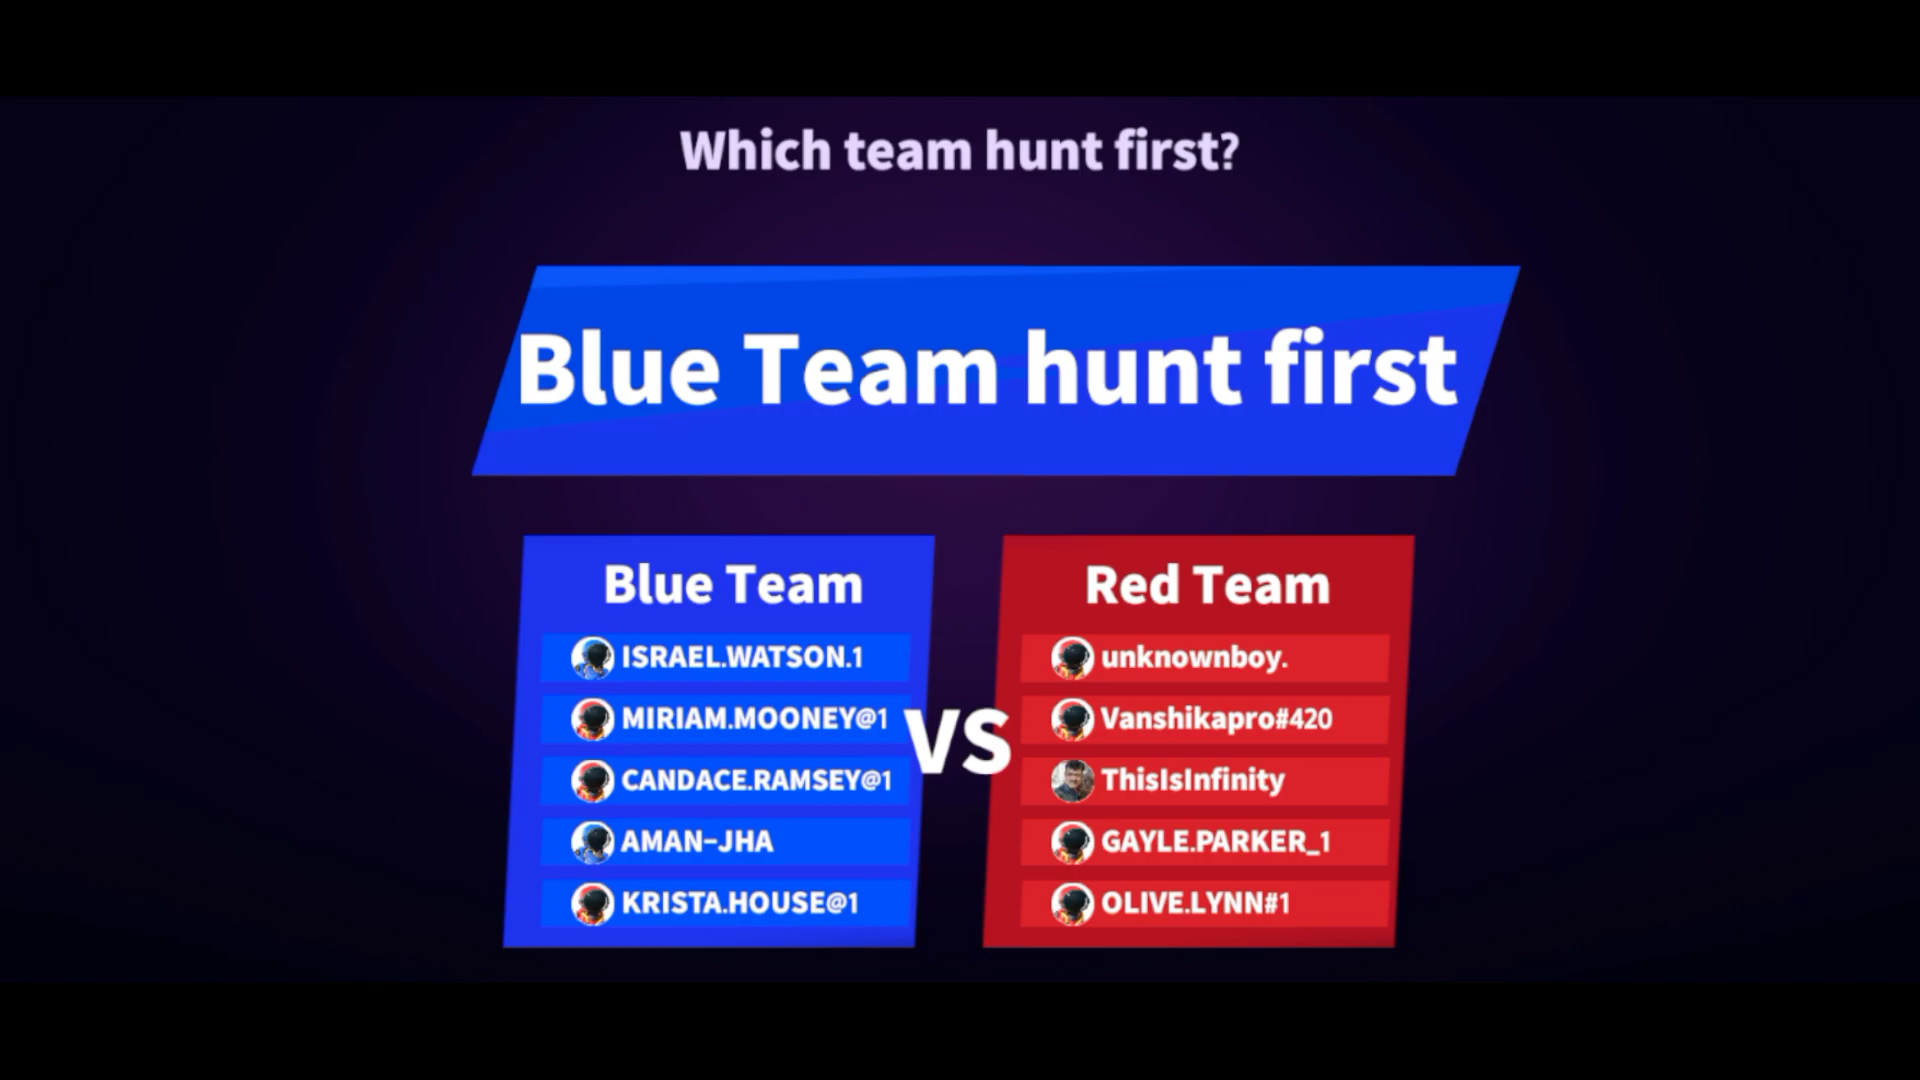 Which team hunt first?
Blue Team hunt first
Blue Team
ISRAEL.WATSON.1
MIRIAM.MOONEY@1
CANDACE.RAMSEY@1
AMAN-JHA
KRISTA.HOUSE@1
VS
Red Team
unknownboy.
Vanshikapro#420
ThisIsInfinity
GAYLE.PARKER_1
OLIVE.LYNN#1